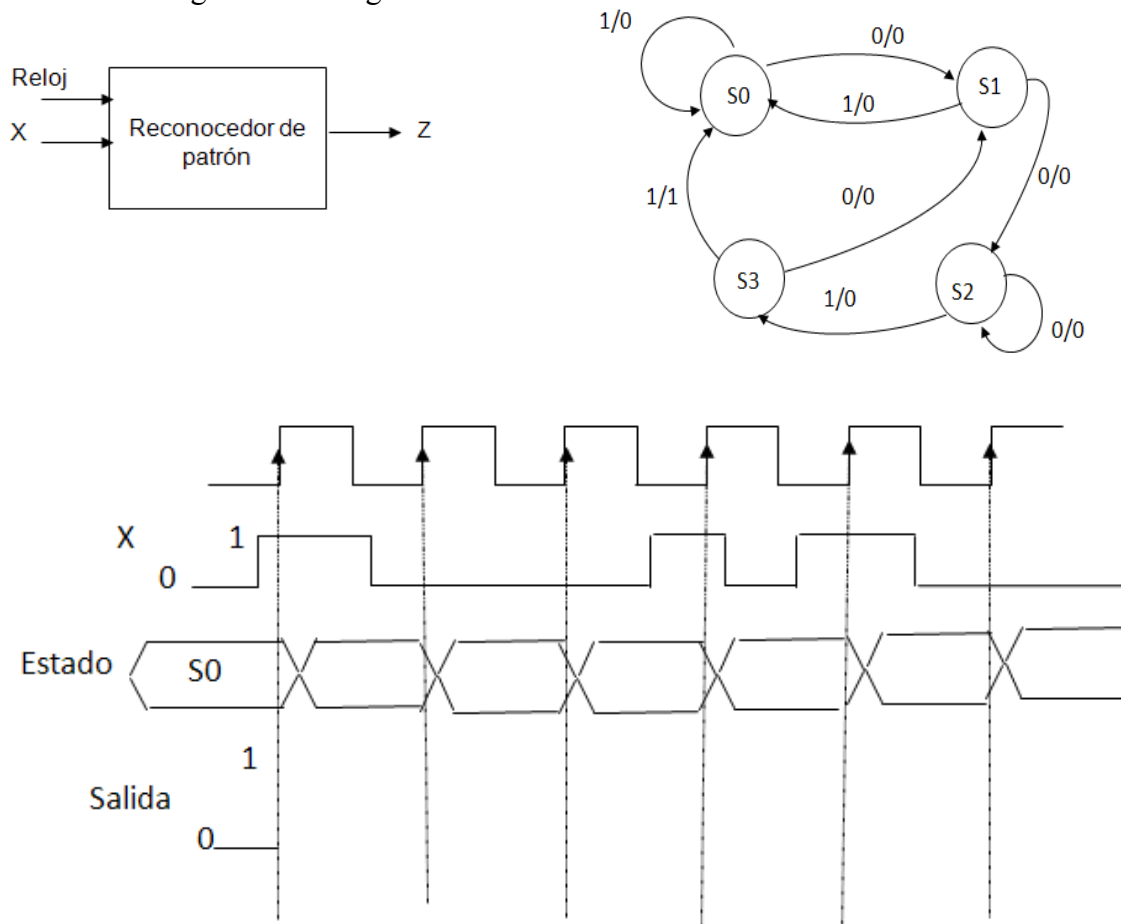 Reloj
X
Reconocedor de
patrón
Z
1/0
0/0
S0
S1
1/0
0/0
1/1
0/0
S3
S2
1/0
0/0
X
1
0
Estado
S0
1
Salida
0